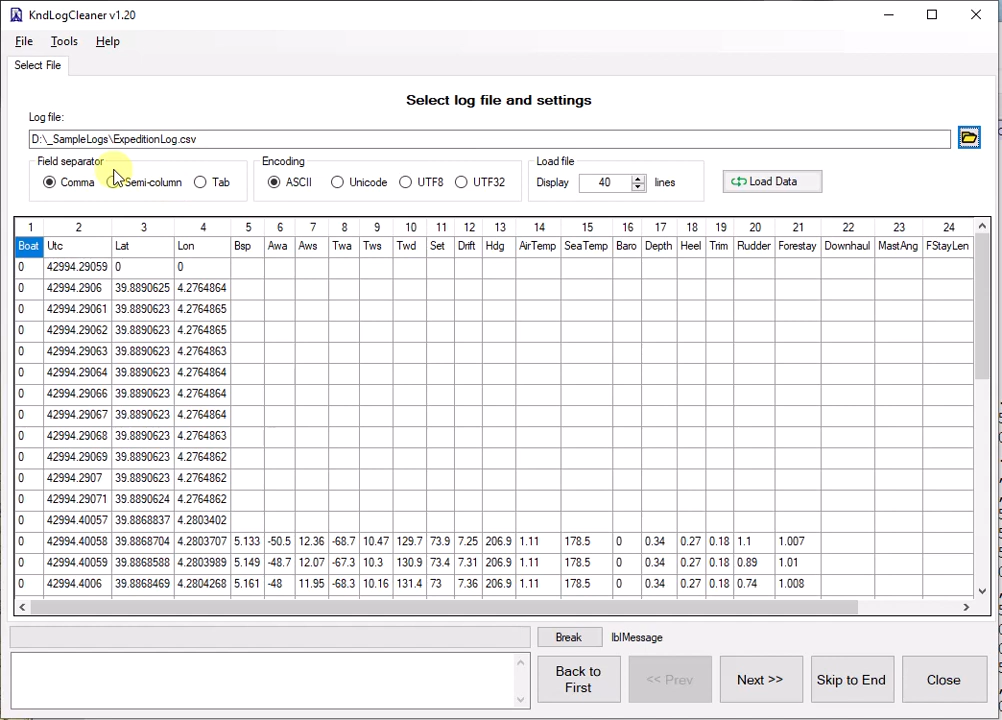 KndLogCleaner v1.20
File Tools Help
Select File
Select log file and settings
Log file:
D:\_SampleLogs\ExpeditionLog.csv
Field separator Encoding Load file
Comma Semi-column Tab ASCII Unicode UTF8 UTF32 Display 40 lines Load Data
1 2 3 4 5 6 7 8 9 10 11 12 13 14 15 16 17 18 19 20 21 22 23 24
Boat Utc Lat Lon Bsp Awa Aws Twa Tws Twd Set Drift Hdg AirTemp SeaTemp Baro Depth Heel Trim Rudder Forestay Downhaul MastAng FStayLen
0 42994.29059 0 0
0 42994.2906 39.8890625 4.2764864
0 42994.29061 39.8890623 4.2764865
0 42994.29062 39.8890623 4.2764865
0 42994.29063 39.8890623 4.2764863
0 42994.29064 39.8890623 4.2764864
0 42994.29066 39.8890623 4.2764864
0 42994.29067 39.8890623 4.2764864
0 42994.29068 39.8890623 4.2764863
0 42994.29069 39.8890623 4.2764862
0 42994.2907 39.8890623 4.2764862
0 42994.29071 39.8890624 4.2764862
0 42994.40057 39.8868837 4.2803402
0 42994.40058 39.8868704 4.2803707 5.133 -50.5 12.36 -68.7 10.47 129.7 73.9 7.25 206.9 1.11 178.5 0 0.34 0.27 0.18 1.1 1.007
0 42994.40059 39.8868588 4.2803989 5.149 -48.7 12.07 -67.3 10.3 130.9 73.4 7.31 206.9 1.11 178.5 0 0.34 0.27 0.18 0.89 1.01
0 42994.4006 39.8868469 4.2804268 5.161 -48 11.95 -68.3 10.16 131.4 73 7.36 206.9 1.11 178.5 0 0.34 0.27 0.18 0.74 1.008
Break lblMessage
Back to First << Prev Next >> Skip to End Close